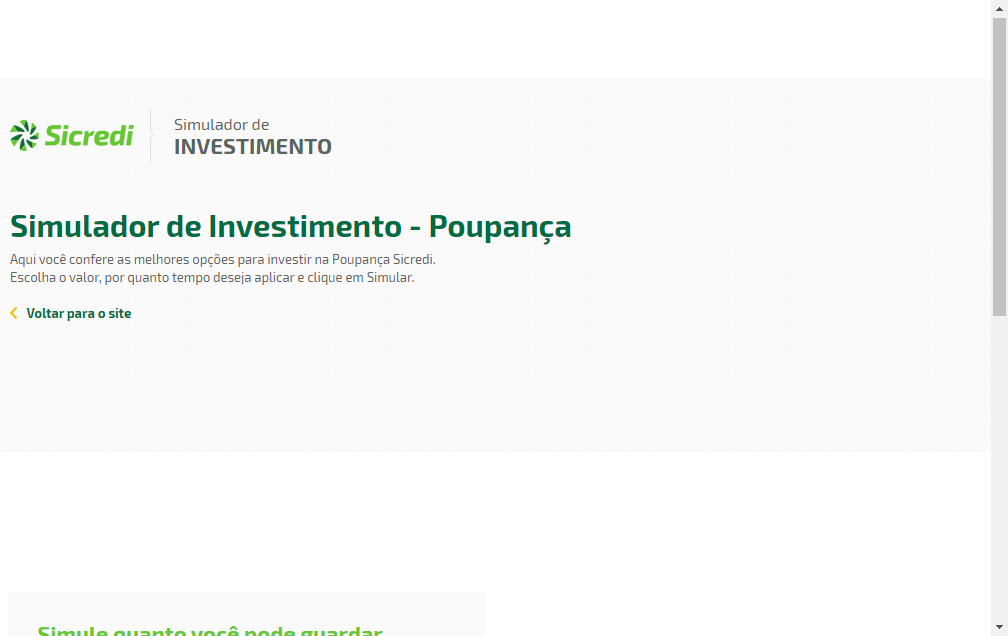 Sicredi
Simulador de
INVESTIMENTO
Simulador de Investimento - Poupança
Aqui você confere as melhores opções para investir na Poupança Sicredi.
Escolha o valor, por quanto tempo deseja aplicar e clique em Simular.
Voltar para o site
Simule quanto você pode guardar